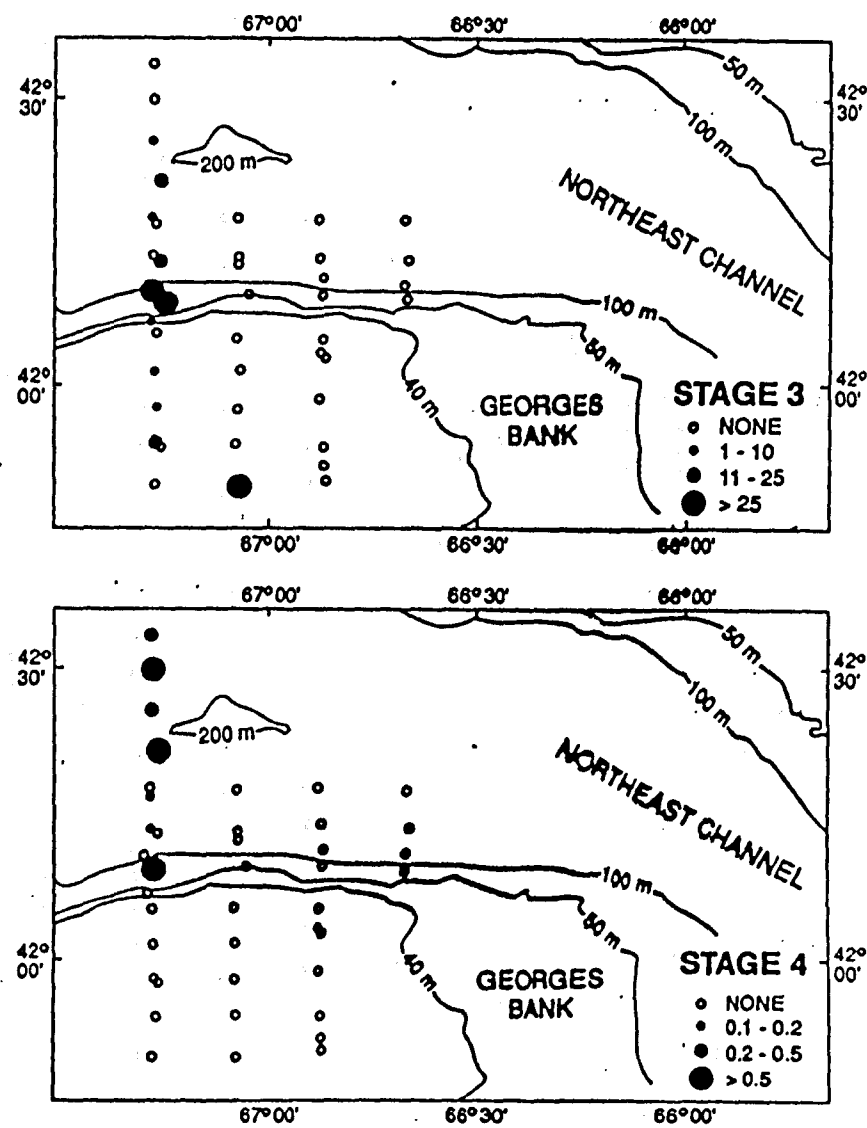 67°00' 66°30' 66°00'
42° 30'
42° 30'
50 m
100 m
200 m
NORTHEAST CHANNEL
100 m
50 m
40 m
42° 00'
42° 00'
GEORGES
BANK
STAGE 3
NONE
1 - 10
11 - 25
> 25
67°00' 66°30' 66°00'
67°00' 66°30' 66°00'
42° 30'
42° 30'
50 m
100 m
200 m
NORTHEAST CHANNEL
100 m
50 m
40 m
42° 00'
42° 00'
GEORGES
BANK
STAGE 4
NONE
0.1 - 0.2
0.2 - 0.5
> 0.5
67°00' 66°30' 66°00'